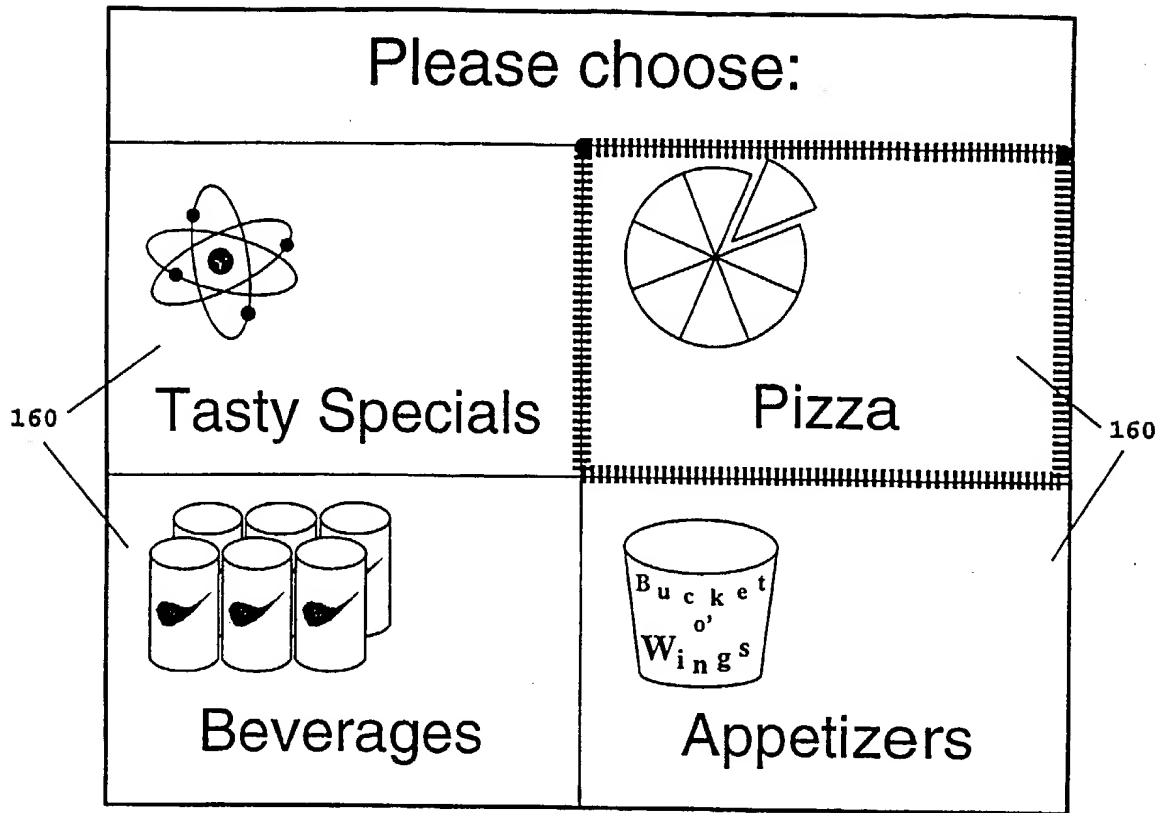 Please choose:
Tasty Specials
Pizza
160
160
Bucket
o'
Wings
Beverages
Appetizers